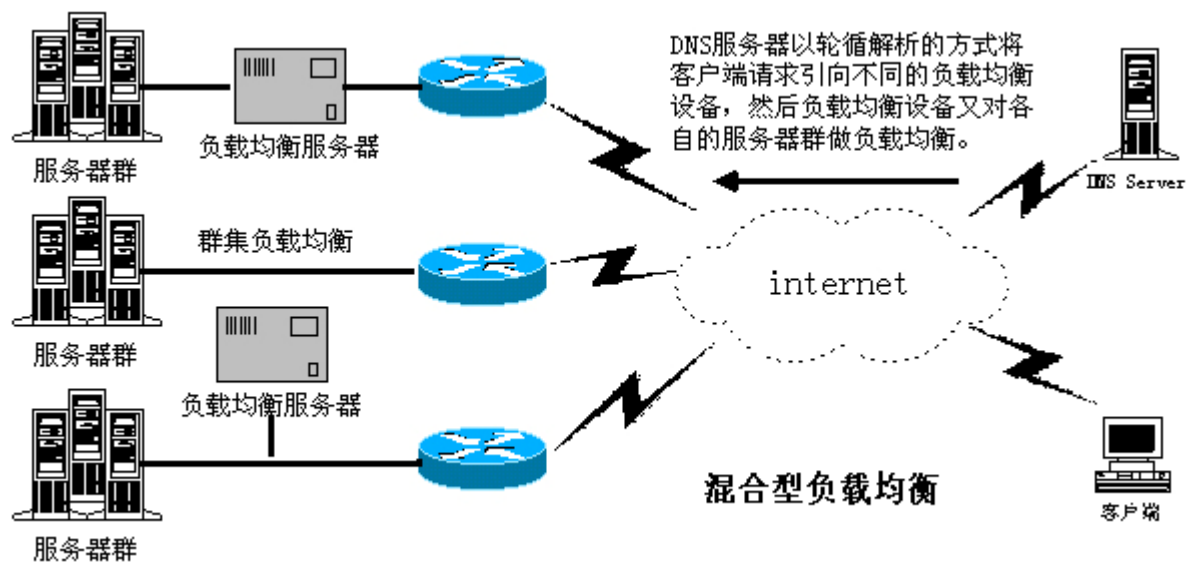 DNS服务器以轮循解析的方式将
客户端请求引向不同的负载均衡
设备，然后负载均衡设备又对各
自的服务器群做负载均衡。
负载均衡服务器
服务器群
DNS Server
群集负载均衡
internet
服务器群
负载均衡服务器
混合型负载均衡
客户端
服务器群